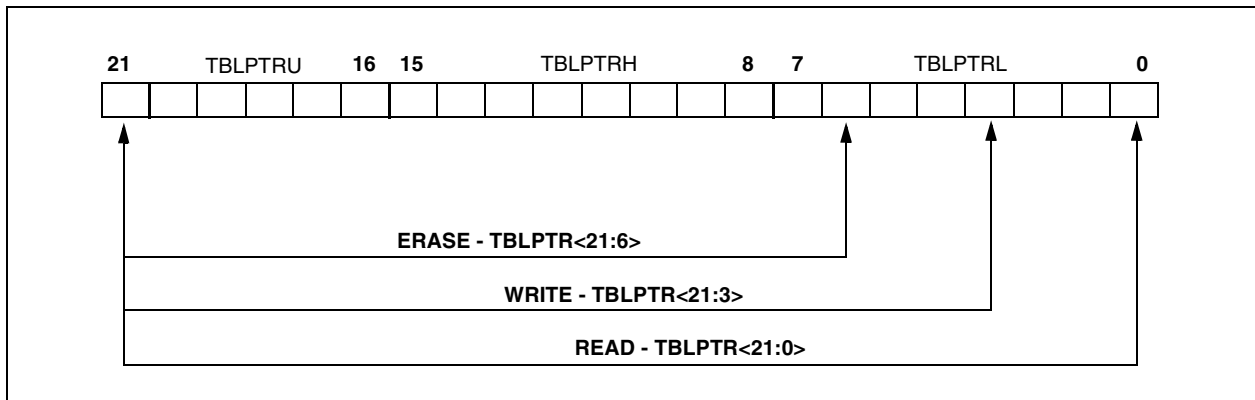 21 TBLPTRU 16 15 TBLPTRH 8 7 TBLPTRL 0
ERASE - TBLPTR<21:6>
WRITE - TBLPTR<21:3>
READ - TBLPTR<21:0>